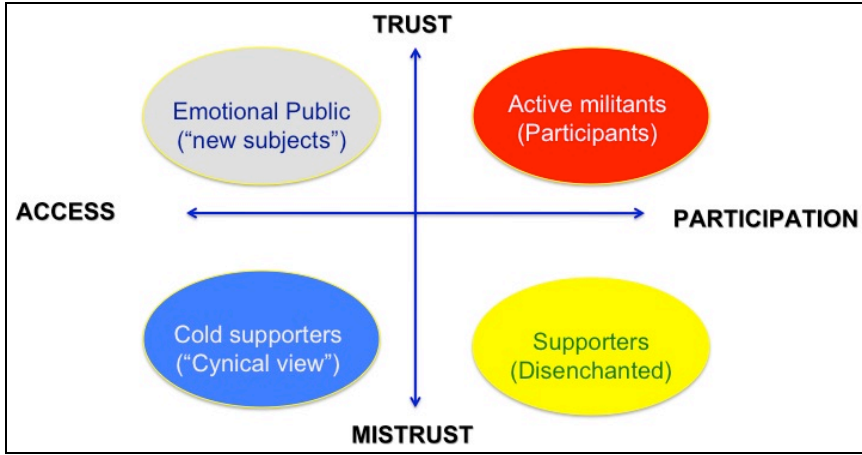 TRUST
Emotional Public
(“new subjects”)
Active militants
(Participants)
ACCESS
PARTICIPATION
Cold supporters
(“Cynical view”)
Supporters
(Disenchanted)
MISTRUST